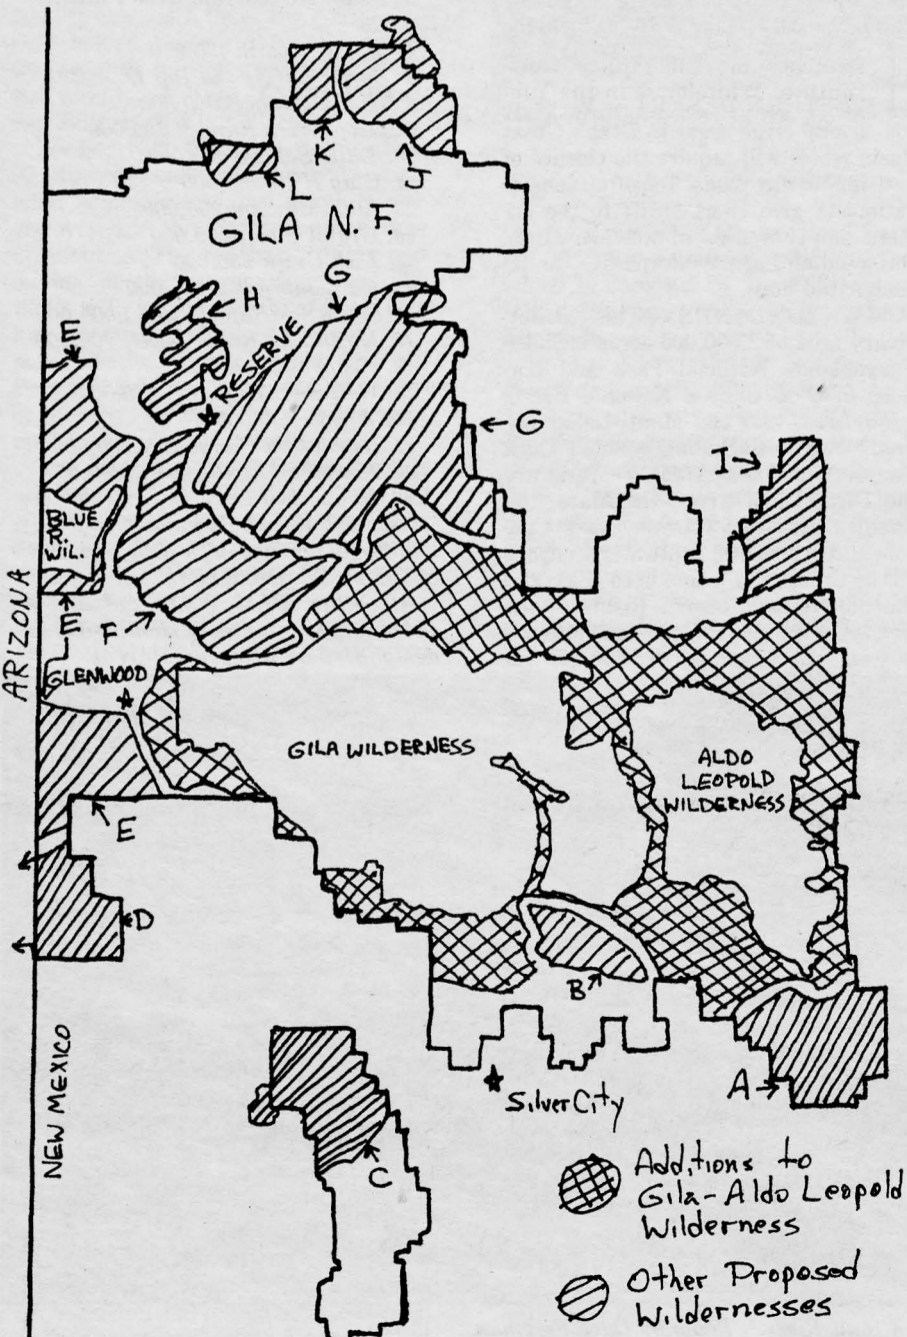 K
J
L
GILA N. F.
G
H
E
RESERVE
G
I
BLUE
R.
WIL.
ARIZONA
E
F
GLENWOOD
GILA WILDERNESS
ALDO
LEOPOLD
WILDERNESS
E
D
B
NEW MEXICO
A
Silver City
C
Additions to
Gila-Aldo Leopold
Wilderness
Other Proposed
Wildernesses